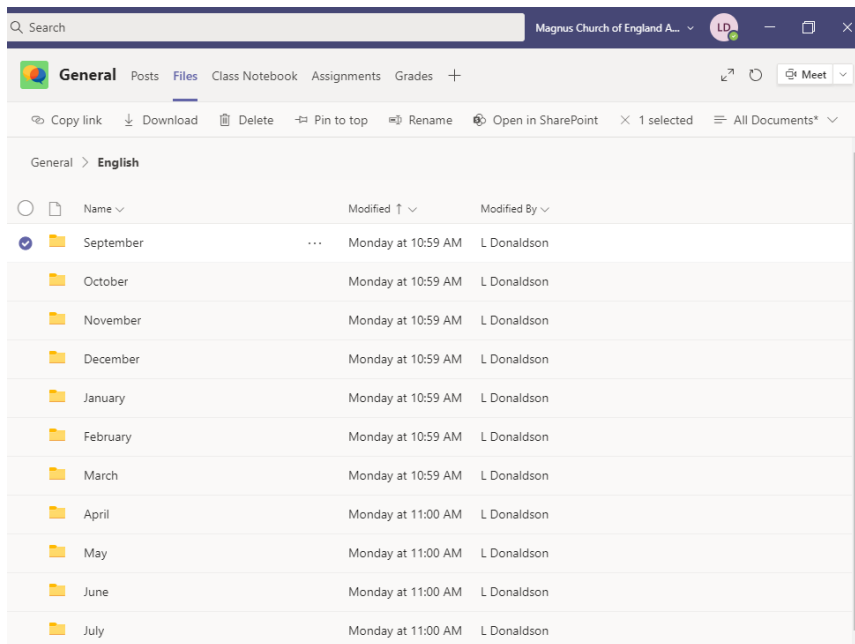 Search Magnus Church of England A... LD
General Posts Files Class Notebook Assignments Grades Meet
Copy link Download Delete Pin to top Rename Open in SharePoint 1 selected All Documents*
General > English
Name Modified ↑ Modified By
September ... Monday at 10:59 AM L Donaldson
October Monday at 10:59 AM L Donaldson
November Monday at 10:59 AM L Donaldson
December Monday at 10:59 AM L Donaldson
January Monday at 10:59 AM L Donaldson
February Monday at 10:59 AM L Donaldson
March Monday at 10:59 AM L Donaldson
April Monday at 11:00 AM L Donaldson
May Monday at 11:00 AM L Donaldson
June Monday at 11:00 AM L Donaldson
July Monday at 11:00 AM L Donaldson